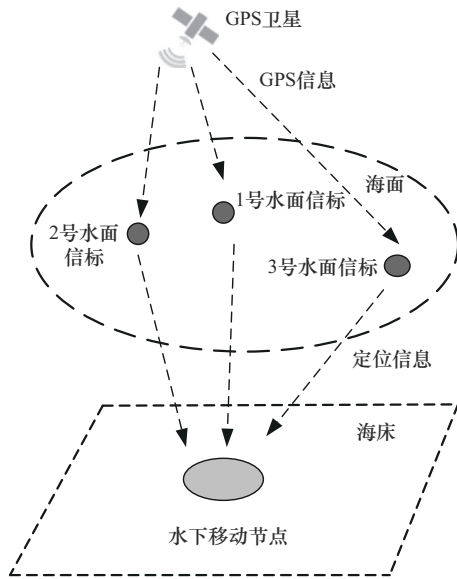 GPS卫星
GPS信息
海面
1号水面信标
2号水面
信标
3号水面信标
定位信息
海床
水下移动节点